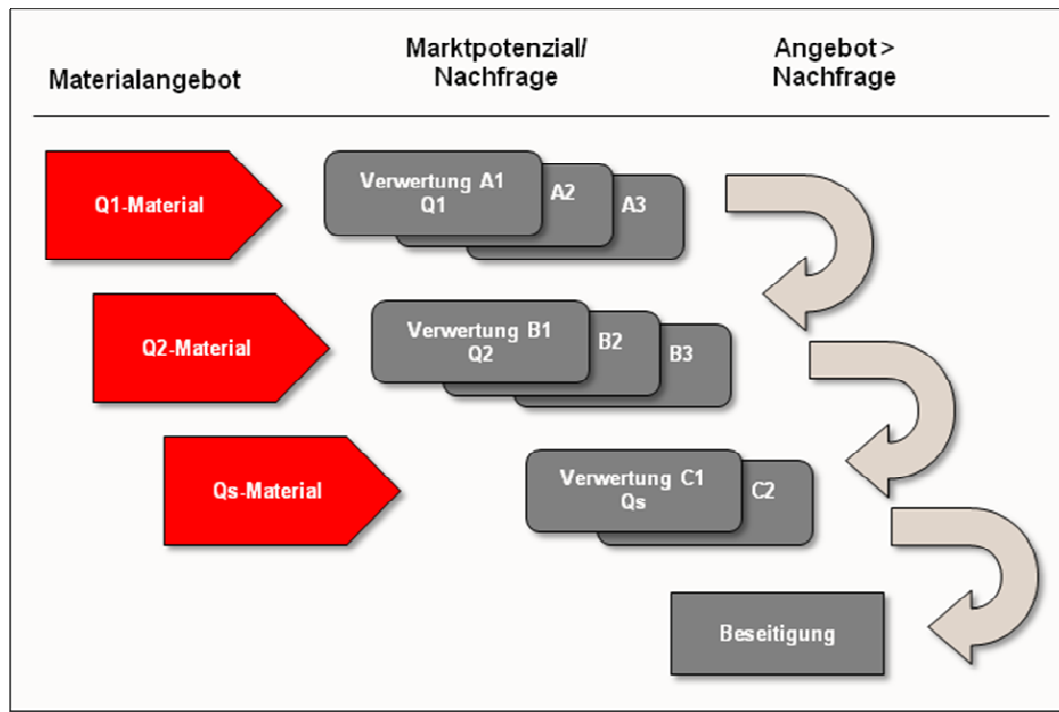 Materialangebot
Marktpotenzial/
Nachfrage
Angebot >
Nachfrage
Q1-Material
Verwertung A1
Q1
A2
A3
Q2-Material
Verwertung B1
Q2
B2
B3
Qs-Material
Verwertung C1
Qs
C2
Beseitigung